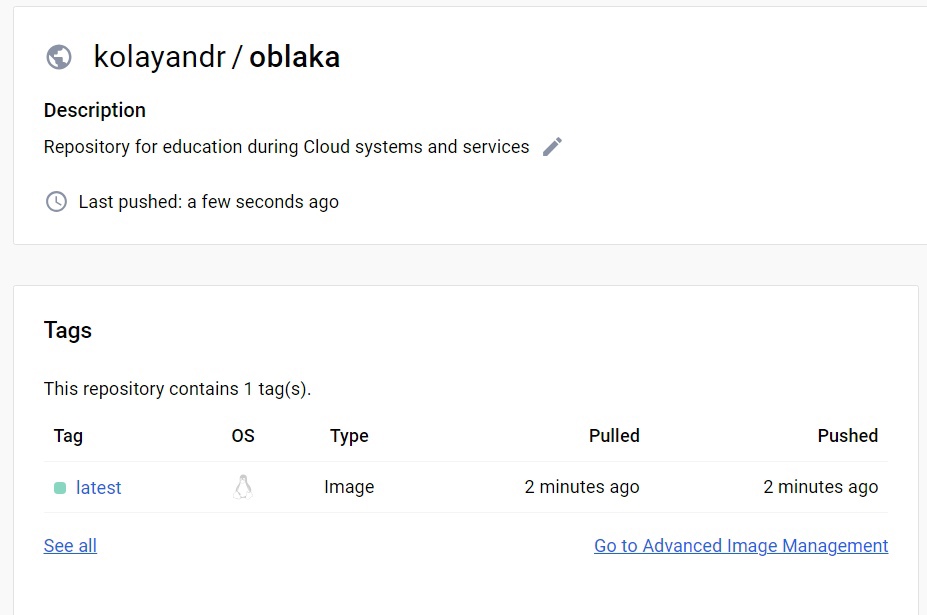 kolayandr / oblaka
Description
Repository for education during Cloud systems and services
Last pushed: a few seconds ago
Tags
This repository contains 1 tag(s).
Tag OS Type Pulled Pushed
latest Image 2 minutes ago 2 minutes ago
See all Go to Advanced Image Management